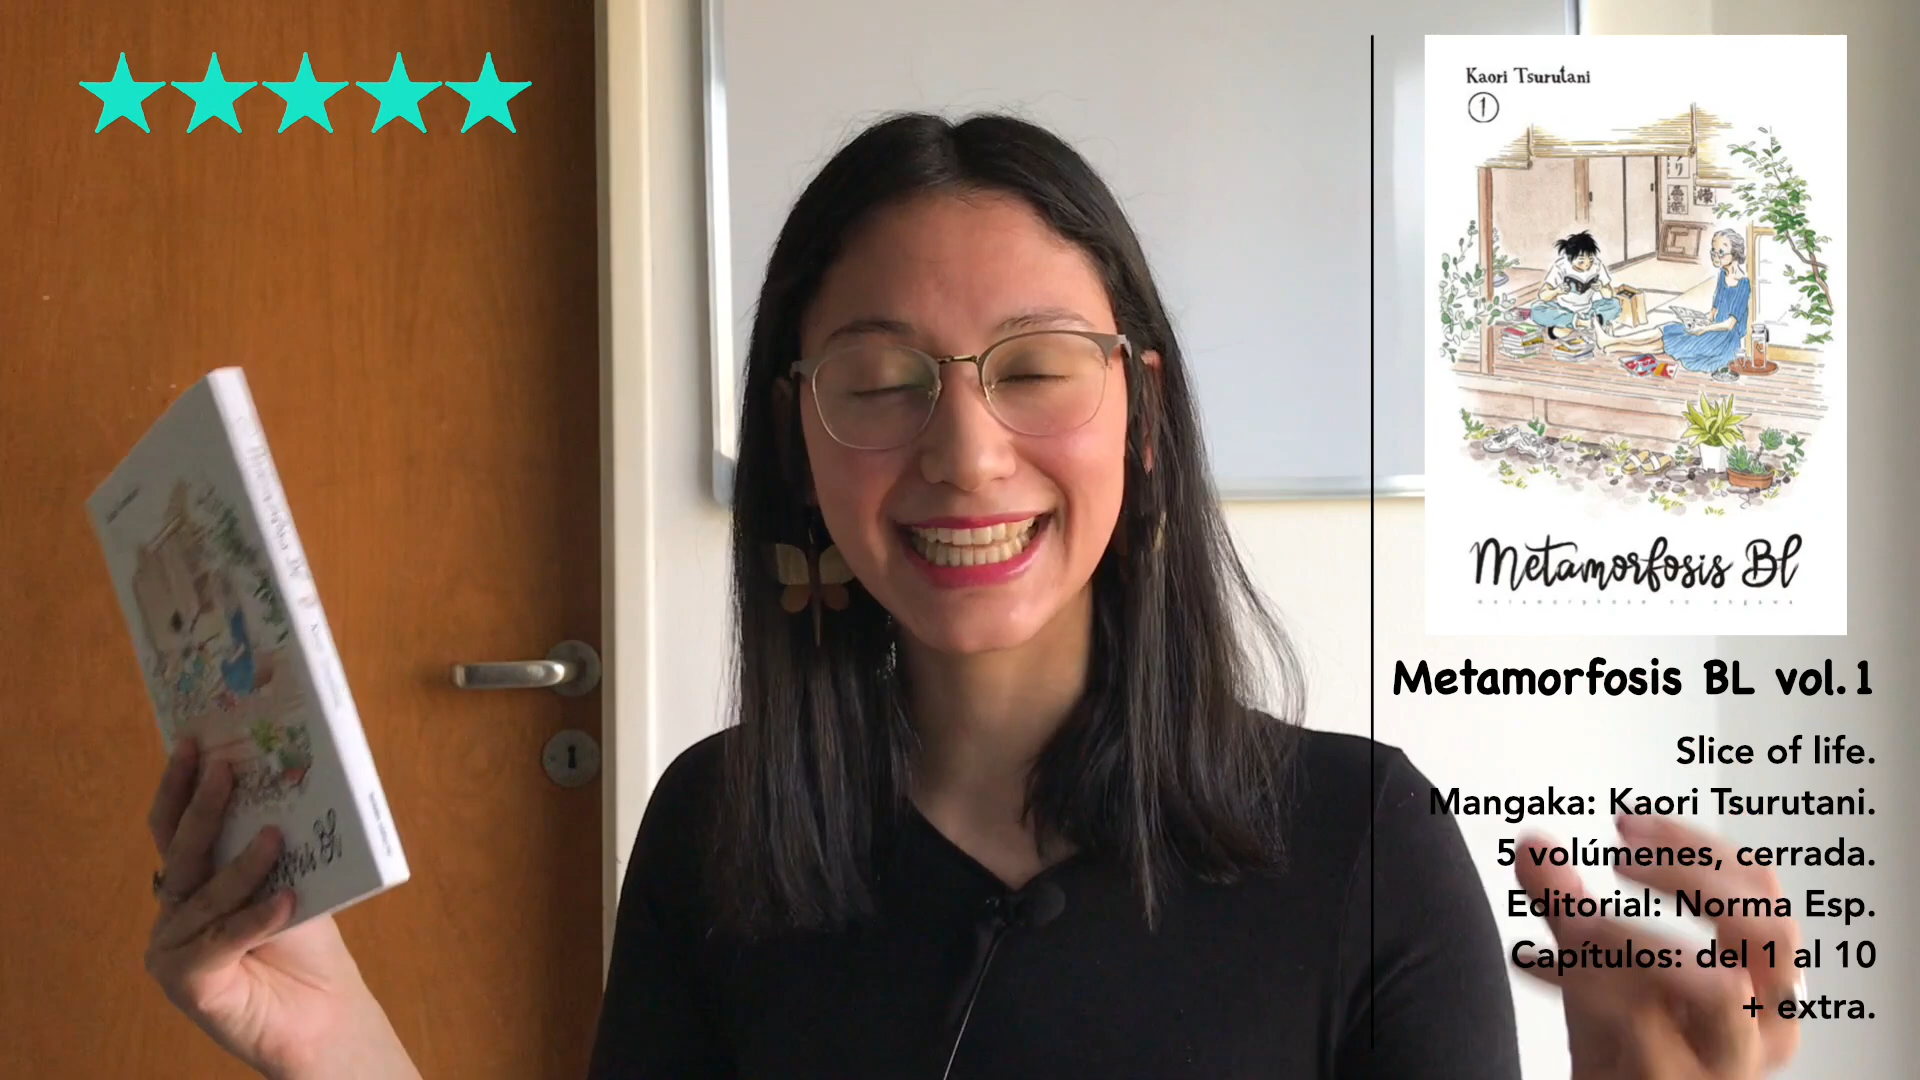 Kaori Tsurutani
1
Metamorfosis Bl
Metamorfosis BL vol.1
Slice of life.
Mangaka: Kaori Tsurutani.
5 volúmenes, cerrada.
Editorial: Norma Esp.
Capítulos: del 1 al 10
+ extra.